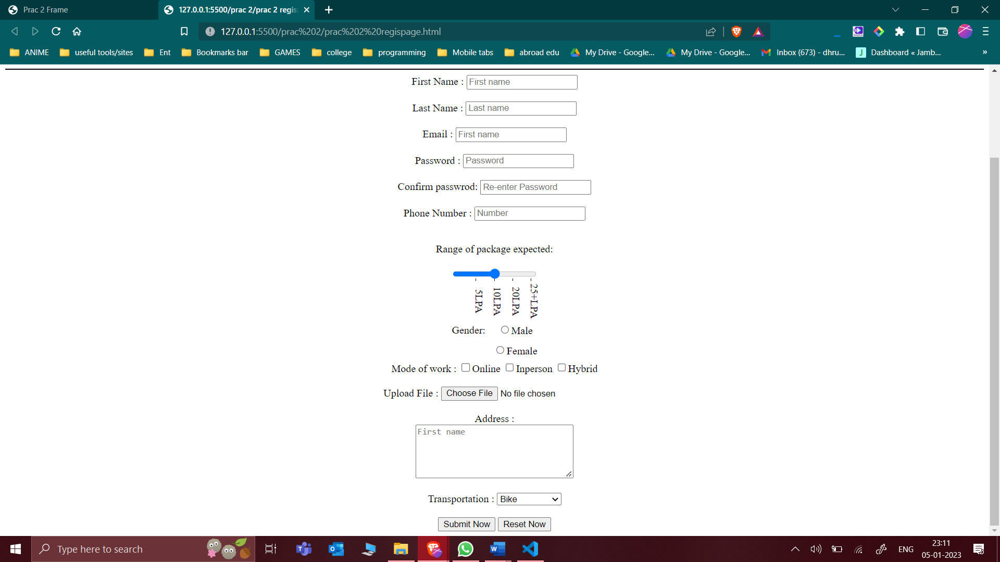 Prac 2 Frame
127.0.0.1:5500/prac 2/prac 2 regis
127.0.0.1:5500/prac%202/prac%202%20regispage.html
ANIME useful tools/sites Ent Bookmarks bar GAMES college programming Mobile tabs abroad edu My Drive - Google... My Drive - Google... Inbox (673) - dhru... J Dashboard « Jamb... »
First Name : First name
Last Name : Last name
Email : First name
Password : Password
Confirm passwrod: Re-enter Password
Phone Number : Number
Range of package expected:
5LPA 10LPA 20LPA 25+LPA
Gender: Male
Female
Mode of work : Online Inperson Hybrid
Upload File : Choose File No file chosen
Address :
First name
Transportation : Bike
Submit Now Reset Now
Type here to search
ENG
23:11
05-01-2023